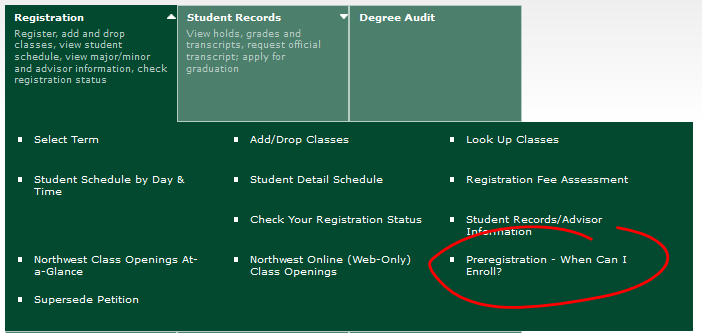 Registration
Register, add and drop
classes, view student
schedule, view major/minor
and advisor information, check
registration status
Student Records
View holds, grades and
transcripts, request official
transcript; apply for
graduation
Degree Audit
Select Term
Add/Drop Classes
Look Up Classes
Student Schedule by Day &
Time
Student Detail Schedule
Registration Fee Assessment
Check Your Registration Status
Student Records/Advisor
Information
Northwest Class Openings At-
a-Glance
Northwest Online (Web-Only)
Class Openings
Preregistration - When Can I
Enroll?
Supersede Petition